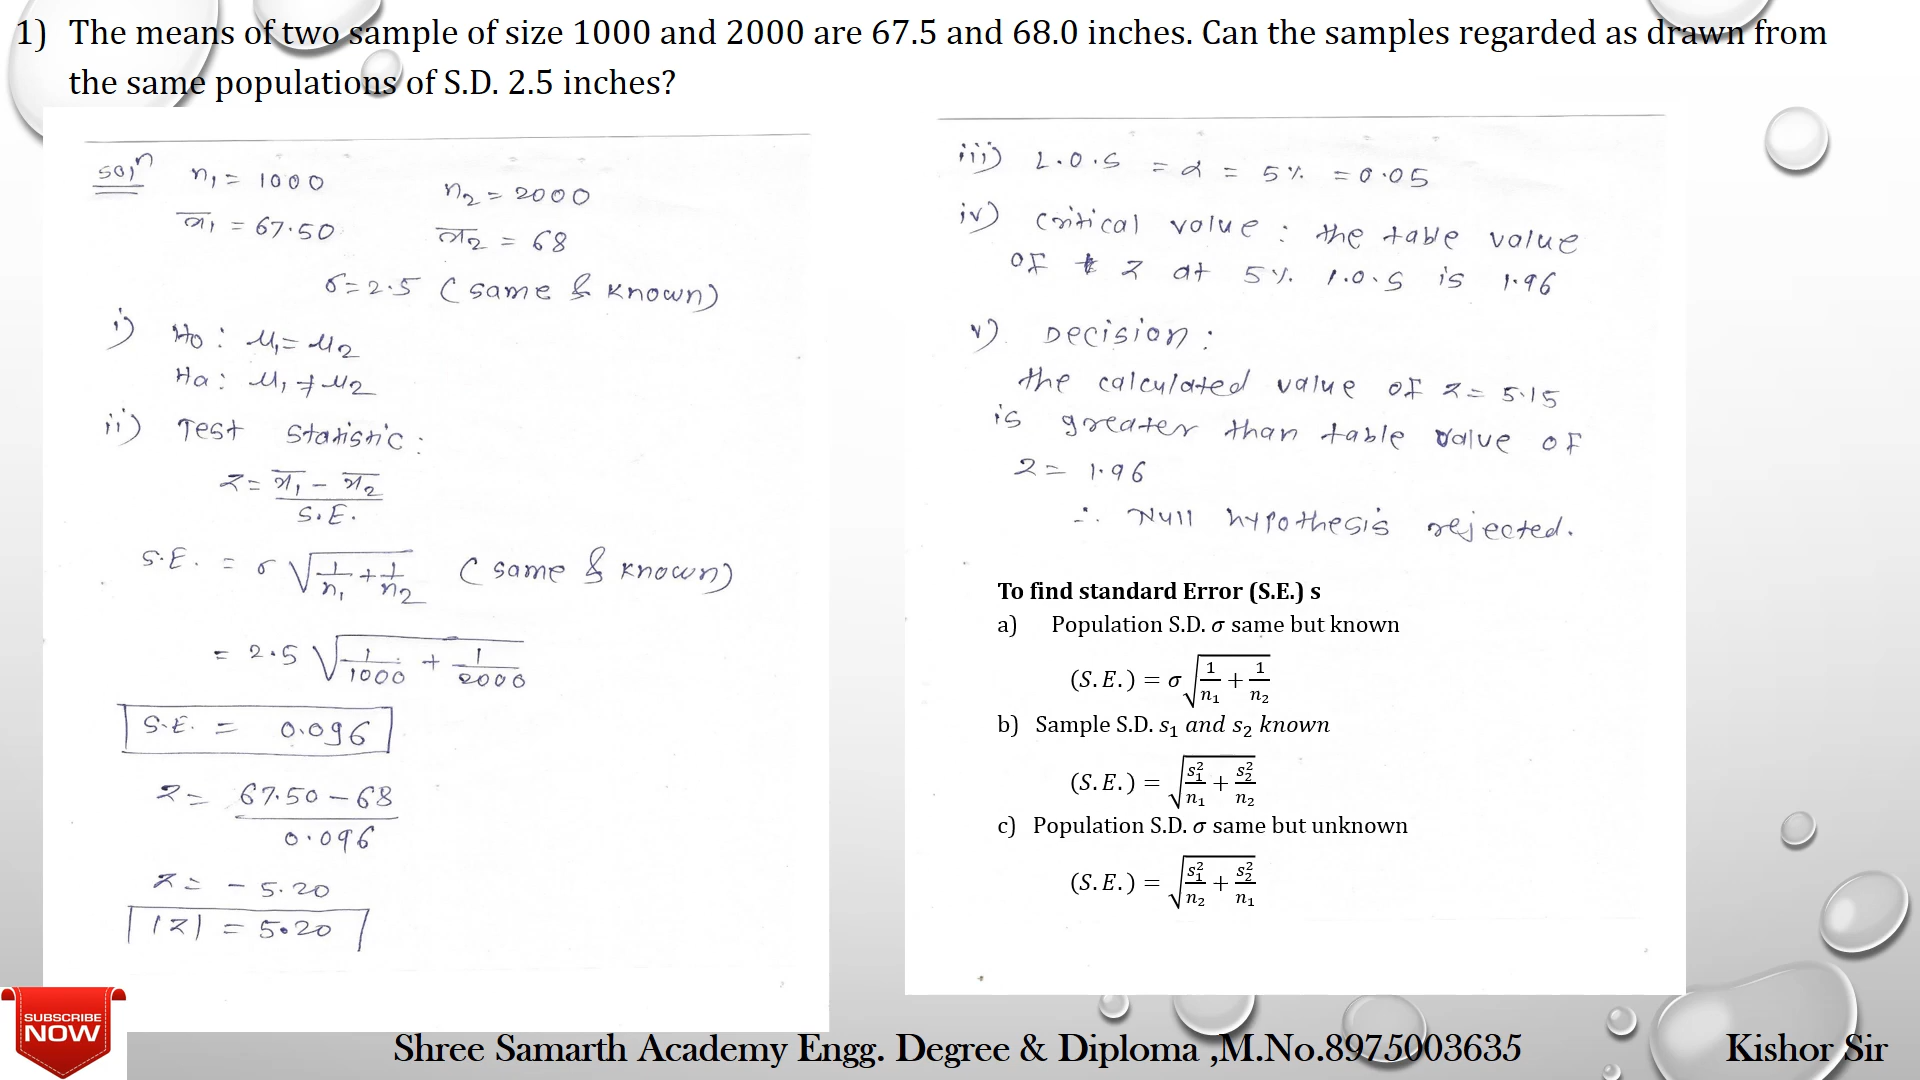 1) The means of two sample of size 1000 and 2000 are 67.5 and 68.0 inches. Can the samples regarded as drawn from
the same populations of S.D. 2.5 inches?
Solⁿ n₁ = 1000 n₂ = 2000
x̄₁ = 67.50 x̄₂ = 68
σ = 2.5 (same & known)
i) H₀ : μ₁ = μ₂
Ha : μ₁ ≠ μ₂
ii) Test Statistic :
z = (x̄₁ - x̄₂) / S.E.
S.E. = σ √(1/n₁ + 1/n₂) (same & known)
= 2.5 √(1/1000 + 1/2000)
S.E. = 0.096
z = (67.50 - 68) / 0.096
z = - 5.20
|z| = 5.20
iii) L.O.S = α = 5% = 0.05
iv) critical value : the table value
of z at 5% l.o.s is 1.96
v) Decision :
the calculated value of z = 5.15
is greater than table value of
z = 1.96
∴ Null hypothesis rejected.
To find standard Error (S.E.) s
a) Population S.D. σ same but known
(S.E.) = σ √(1/n₁ + 1/n₂)
b) Sample S.D. s₁ and s₂ known
(S.E.) = √(s₁²/n₁ + s₂²/n₂)
c) Population S.D. σ same but unknown
(S.E.) = √(s₁²/n₂ + s₂²/n₁)
SUBSCRIBE
NOW
Shree Samarth Academy Engg. Degree & Diploma ,M.No.8975003635 Kishor Sir